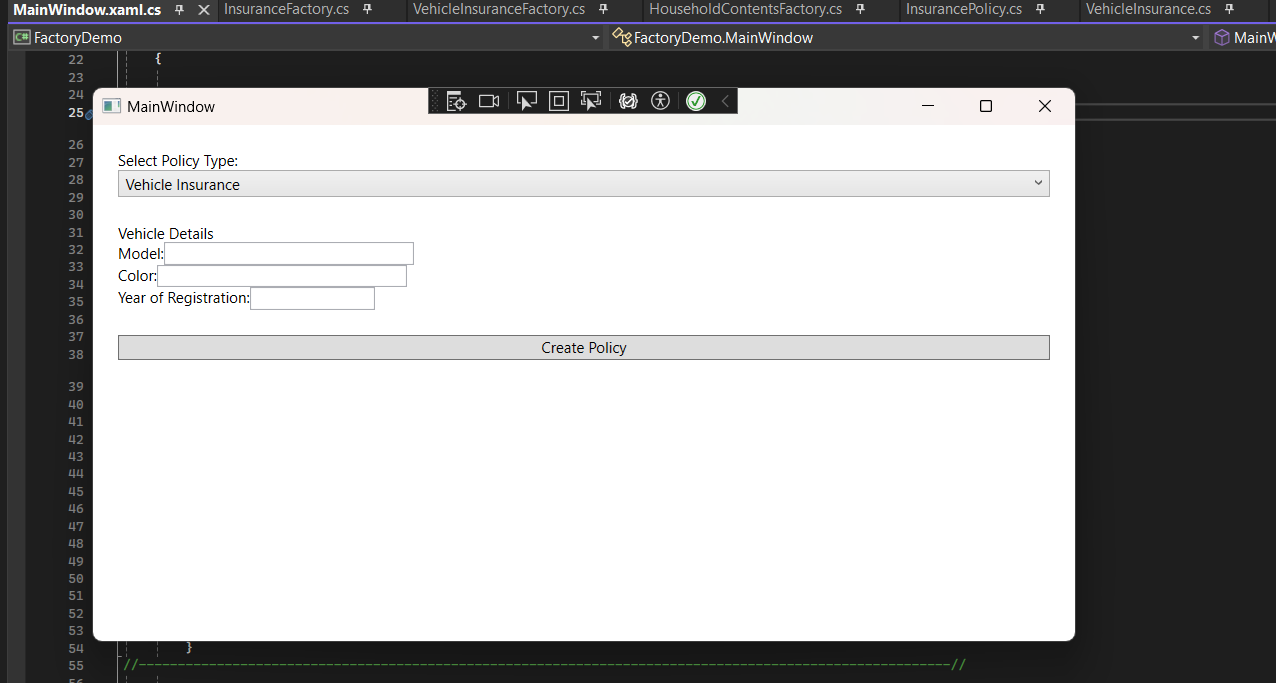 MainWindow.xaml.cs InsuranceFactory.cs VehicleInsuranceFactory.cs HouseholdContentsFactory.cs InsurancePolicy.cs VehicleInsurance.cs
C# FactoryDemo FactoryDemo.MainWindow MainW
22 {
23
24
MainWindow
25
26
Select Policy Type:
27
28 Vehicle Insurance
29
30
31 Vehicle Details
32 Model:
33 Color:
34 Year of Registration:
35
36
37
38 Create Policy
39
40
41
42
43
44
45
46
47
48
49
50
51
52
53
54 }
55 //------------------------------------------------------------------------------------------------------//
56